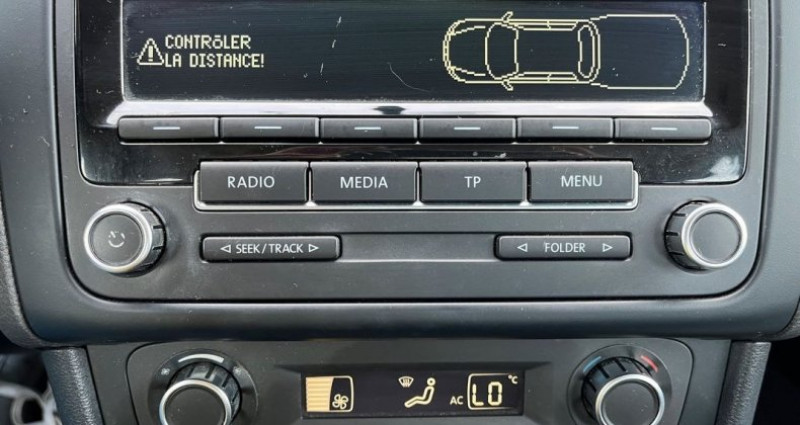 CONTRôLER
LA DISTANCE!
RADIO
MEDIA
TP
MENU
SEEK/TRACK
FOLDER
AC LO °C